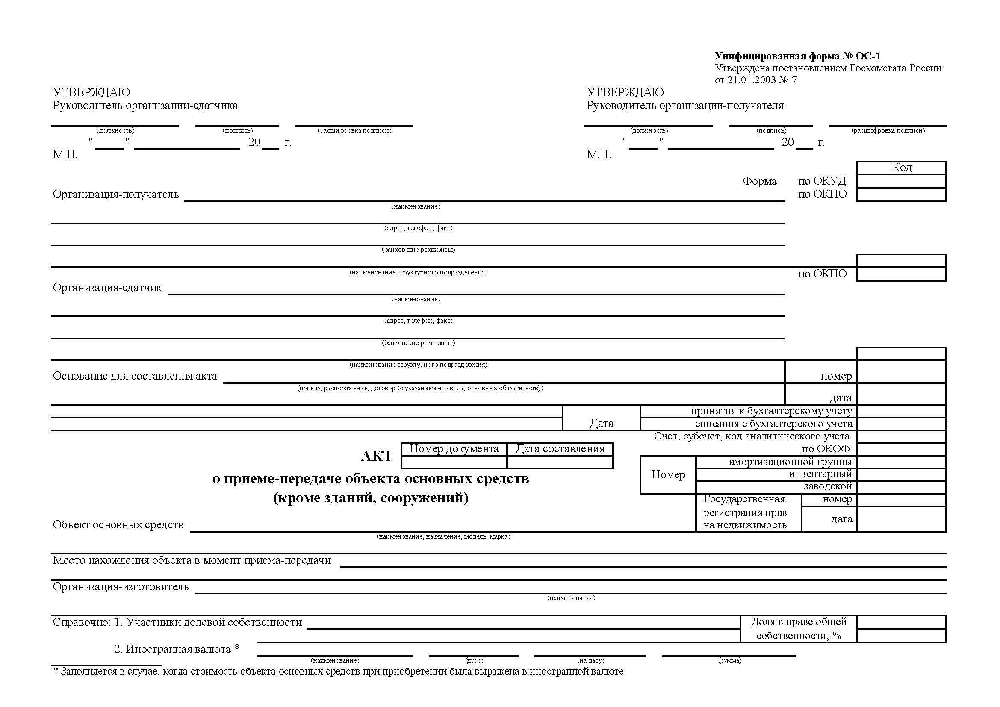 Унифицированная форма № ОС-1
Утверждена постановлением Госкомстата России
от 21.01.2003 № 7
УТВЕРЖДАЮ УТВЕРЖДАЮ
Руководитель организации-сдатчика Руководитель организации-получателя
(должность) (подпись) (расшифровка подписи) (должность) (подпись) (расшифровка подписи)
" " 20 г. " " 20 г.
М.П. М.П.
Код
Форма по ОКУД
Организация-получатель по ОКПО
(наименование)
(адрес, телефон, факс)
(банковские реквизиты)
(наименование структурного подразделения)
по ОКПО
Организация-сдатчик
(наименование)
(адрес, телефон, факс)
(банковские реквизиты)
(наименование структурного подразделения)
Основание для составления акта номер
(приказ, распоряжение, договор (с указанием его вида, основных обязательств))
дата
принятия к бухгалтерскому учету
Дата списания с бухгалтерского учета
Счет, субсчет, код аналитического учета
Номер документа Дата составления по ОКОФ
АКТ
амортизационной группы
Номер инвентарный
о приеме-передаче объекта основных средств
заводской
(кроме зданий, сооружений)
Государственная номер
регистрация прав
на недвижимость дата
Объект основных средств
(наименование, назначение, модель, марка)
Место нахождения объекта в момент приема-передачи
Организация-изготовитель
(наименование)
Справочно: 1. Участники долевой собственности Доля в праве общей
собственности, %
2. Иностранная валюта *
(наименование) (курс) (на дату) (сумма)
* Заполняется в случае, когда стоимость объекта основных средств при приобретении была выражена в иностранной валюте.